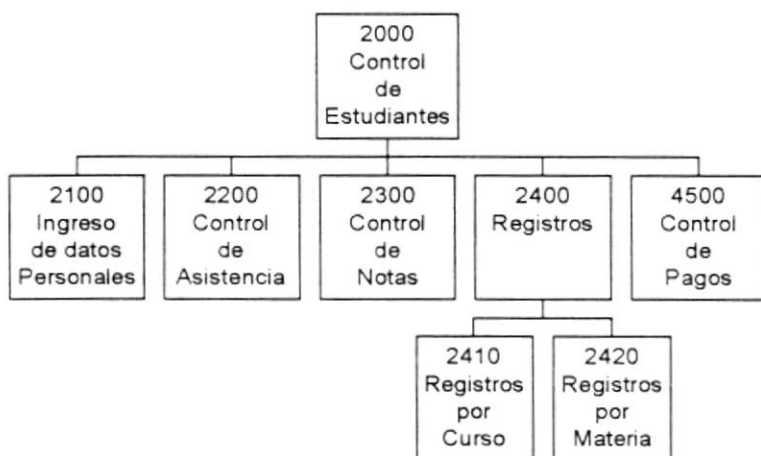 2000
Control
de
Estudiantes
2100
Ingreso
de datos
Personales
2200
Control
de
Asistencia
2300
Control
de
Notas
2400
Registros
4500
Control
de
Pagos
2410
Registros
por
Curso
2420
Registros
por
Materia